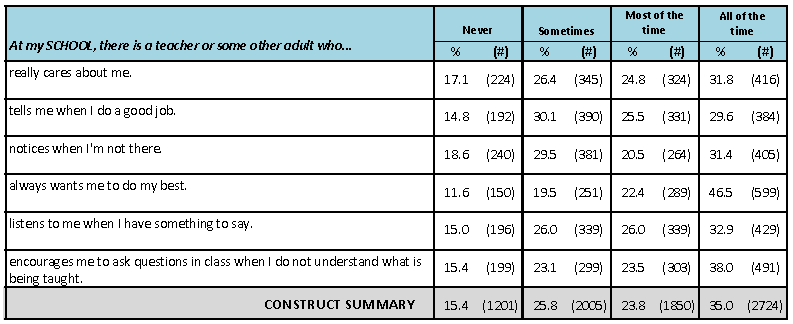 At my SCHOOL, there is a teacher or some other adult who...
Never Sometimes Most of the time All of the time
% (#) % (#) % (#) % (#)
really cares about me. 17.1 (224) 26.4 (345) 24.8 (324) 31.8 (416)
tells me when I do a good job. 14.8 (192) 30.1 (390) 25.5 (331) 29.6 (384)
notices when I'm not there. 18.6 (240) 29.5 (381) 20.5 (264) 31.4 (405)
always wants me to do my best. 11.6 (150) 19.5 (251) 22.4 (289) 46.5 (599)
listens to me when I have something to say. 15.0 (196) 26.0 (339) 26.0 (339) 32.9 (429)
encourages me to ask questions in class when I do not understand what is
being taught. 15.4 (199) 23.1 (299) 23.5 (303) 38.0 (491)
CONSTRUCT SUMMARY 15.4 (1201) 25.8 (2005) 23.8 (1850) 35.0 (2724)